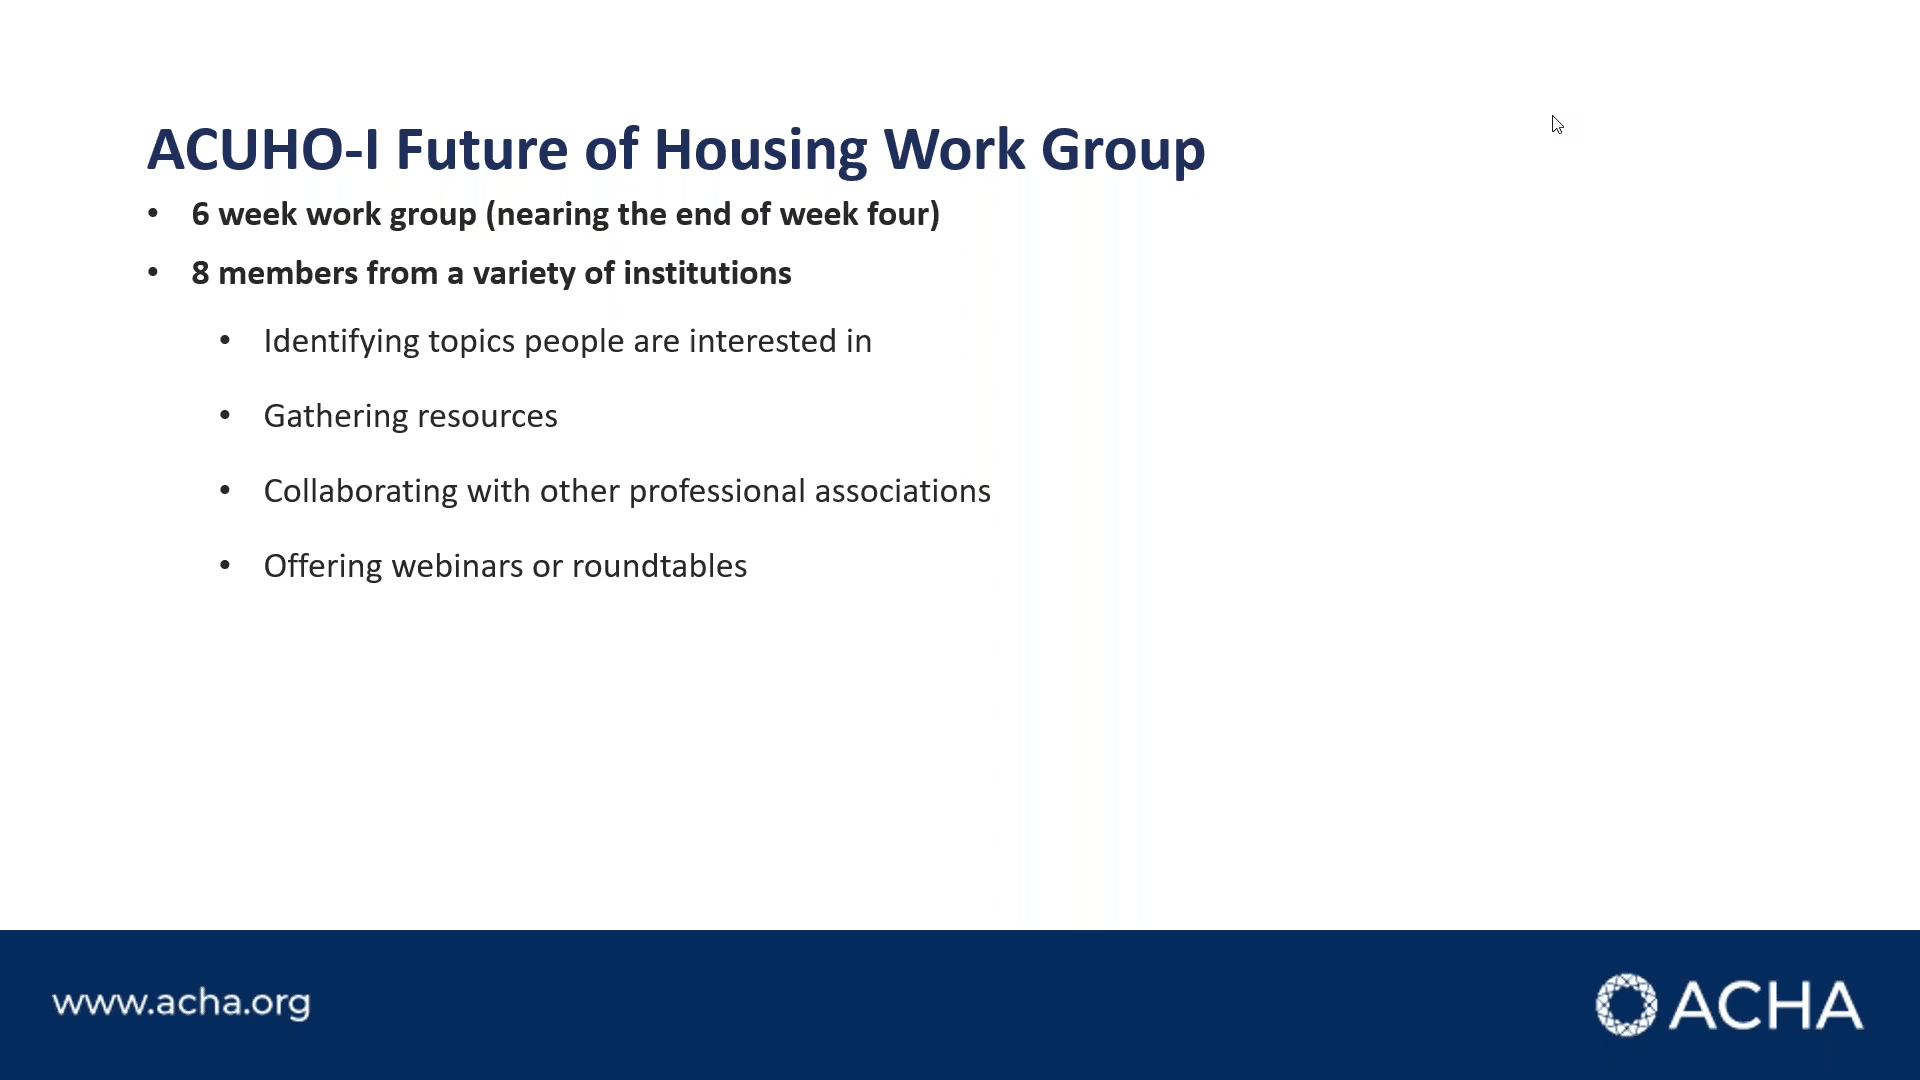 ACUHO-I Future of Housing Work Group
• 6 week work group (nearing the end of week four)
• 8 members from a variety of institutions
• Identifying topics people are interested in
• Gathering resources
• Collaborating with other professional associations
• Offering webinars or roundtables
www.acha.org
ACHA